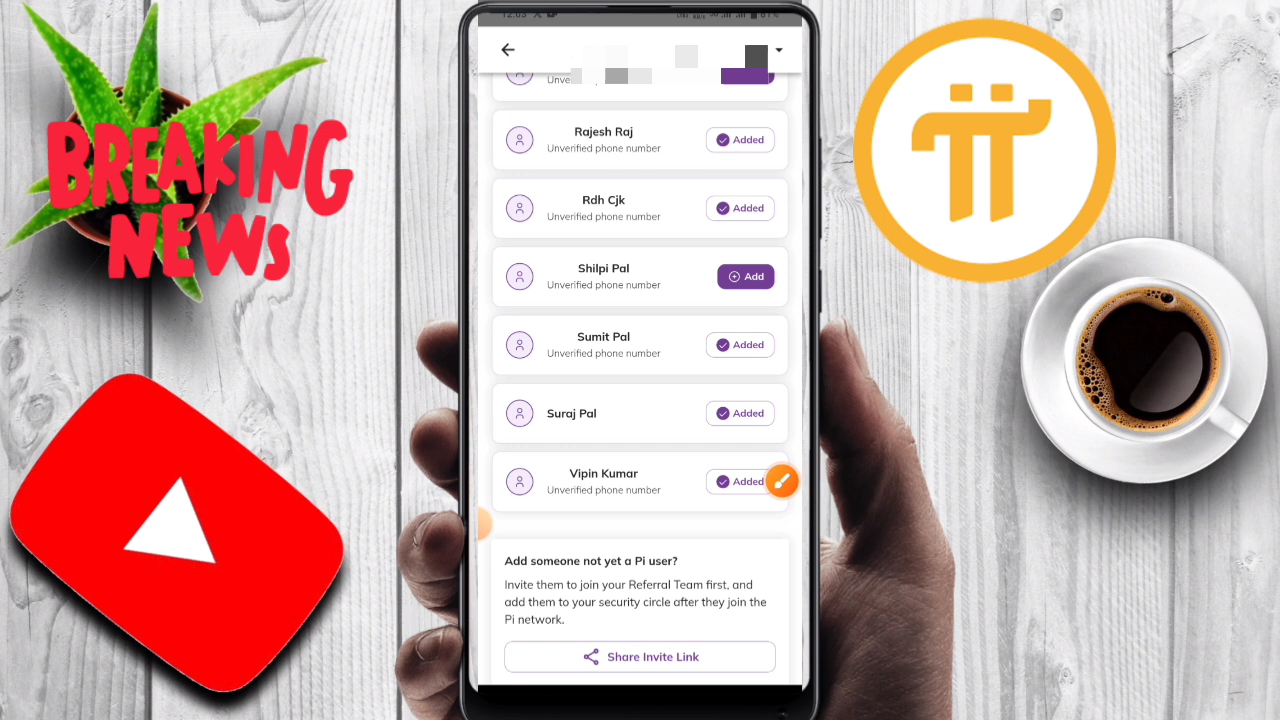 BREAKING
NEWS
Rajesh Raj
Unverified phone number
Added
Rdh Cjk
Unverified phone number
Added
Shilpi Pal
Unverified phone number
Add
Sumit Pal
Unverified phone number
Added
Suraj Pal
Added
Vipin Kumar
Unverified phone number
Added
Add someone not yet a Pi user?
Invite them to join your Referral Team first, and
add them to your security circle after they join the
Pi network.
Share Invite Link